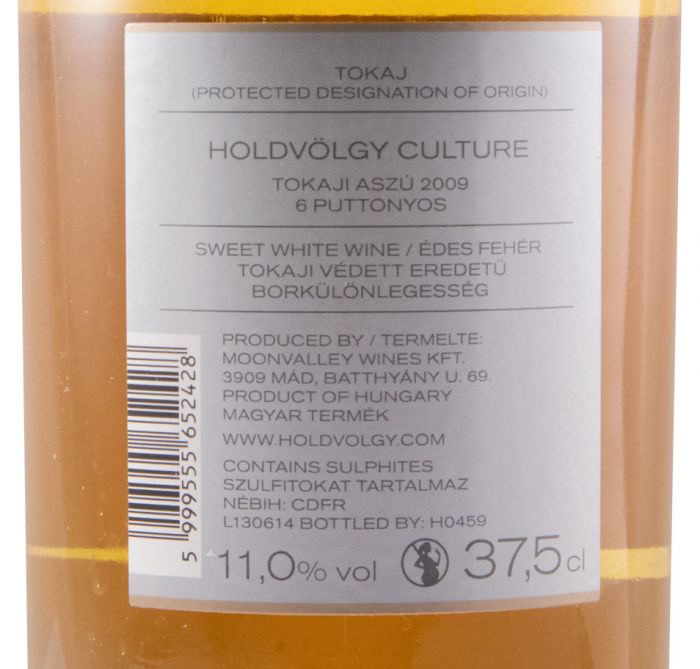 TOKAJ
(PROTECTED DESIGNATION OF ORIGIN)
HOLDVÖLGY CULTURE
TOKAJI ASZÚ 2009
6 PUTTONYOS
SWEET WHITE WINE / ÉDES FEHÉR
TOKAJI VÉDETT EREDETŰ
BORKÜLÖNLEGESSÉG
PRODUCED BY / TERMELTE:
MOONVALLEY WINES KFT.
3909 MÁD, BATTHYÁNY U. 69.
PRODUCT OF HUNGARY
MAGYAR TERMÉK
WWW.HOLDVOLGY.COM
CONTAINS SULPHITES
SZULFITOKAT TARTALMAZ
NÉBIH: CDFR
L130614 BOTTLED BY: H0459
11,0% vol 37,5 cl
5 999555 652428